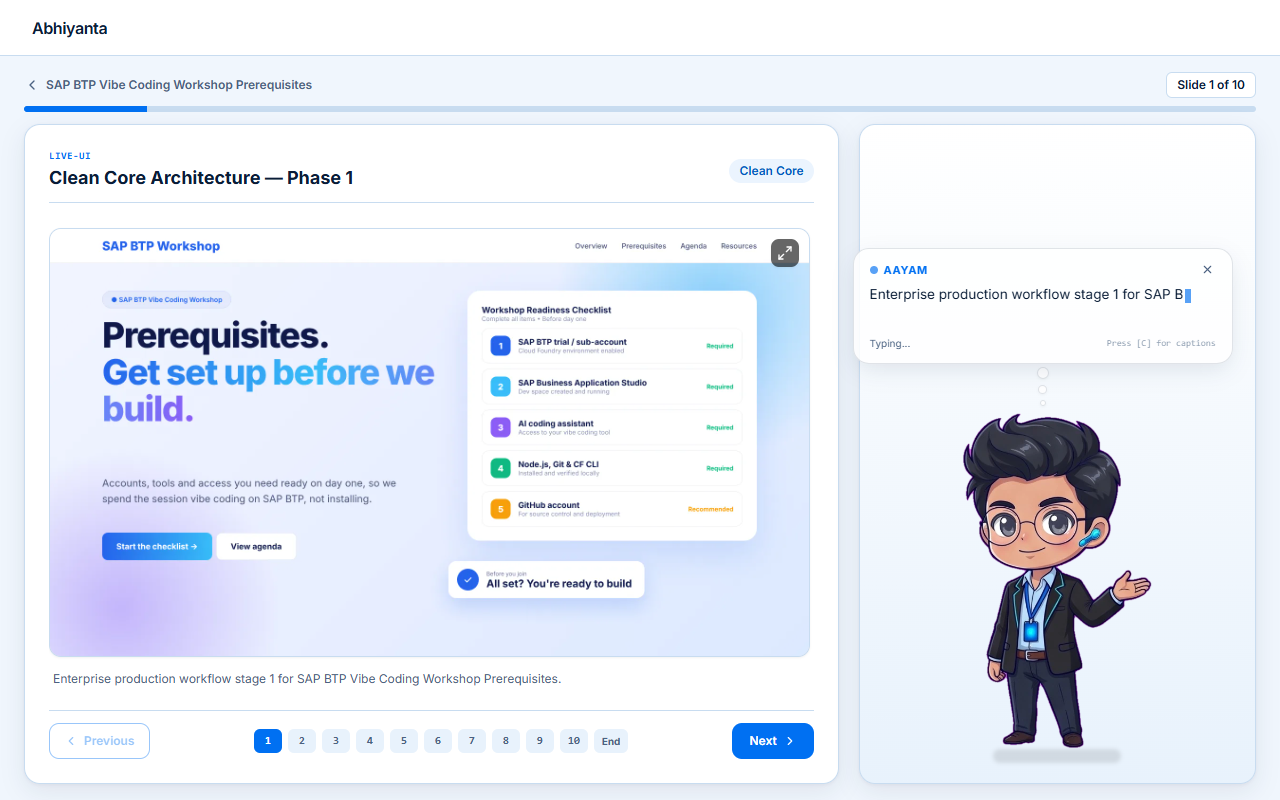 Abhiyanta
SAP BTP Vibe Coding Workshop Prerequisites
Slide 1 of 10
LIVE-UI
Clean Core Architecture — Phase 1
Clean Core
SAP BTP Workshop
Overview
Prerequisites
Agenda
Resources
SAP BTP Vibe Coding Workshop
Prerequisites.
Get set up before we
build.
Accounts, tools and access you need ready on day one, so we
spend the session vibe coding on SAP BTP, not installing.
Start the checklist →
View agenda
Workshop Readiness Checklist
Complete all items • Before day one
1
SAP BTP trial / sub-account
Cloud Foundry environment enabled
Required
2
SAP Business Application Studio
Dev space created and running
Required
3
AI coding assistant
Access to your vibe coding tool
Required
4
Node.js, Git & CF CLI
Installed and verified locally
Required
5
GitHub account
For source control and deployment
Recommended
Before you join
All set? You're ready to build
Enterprise production workflow stage 1 for SAP BTP Vibe Coding Workshop Prerequisites.
Previous
1
2
3
4
5
6
7
8
9
10
End
Next
AAYAM
Enterprise production workflow stage 1 for SAP B
Typing...
Press [C] for captions